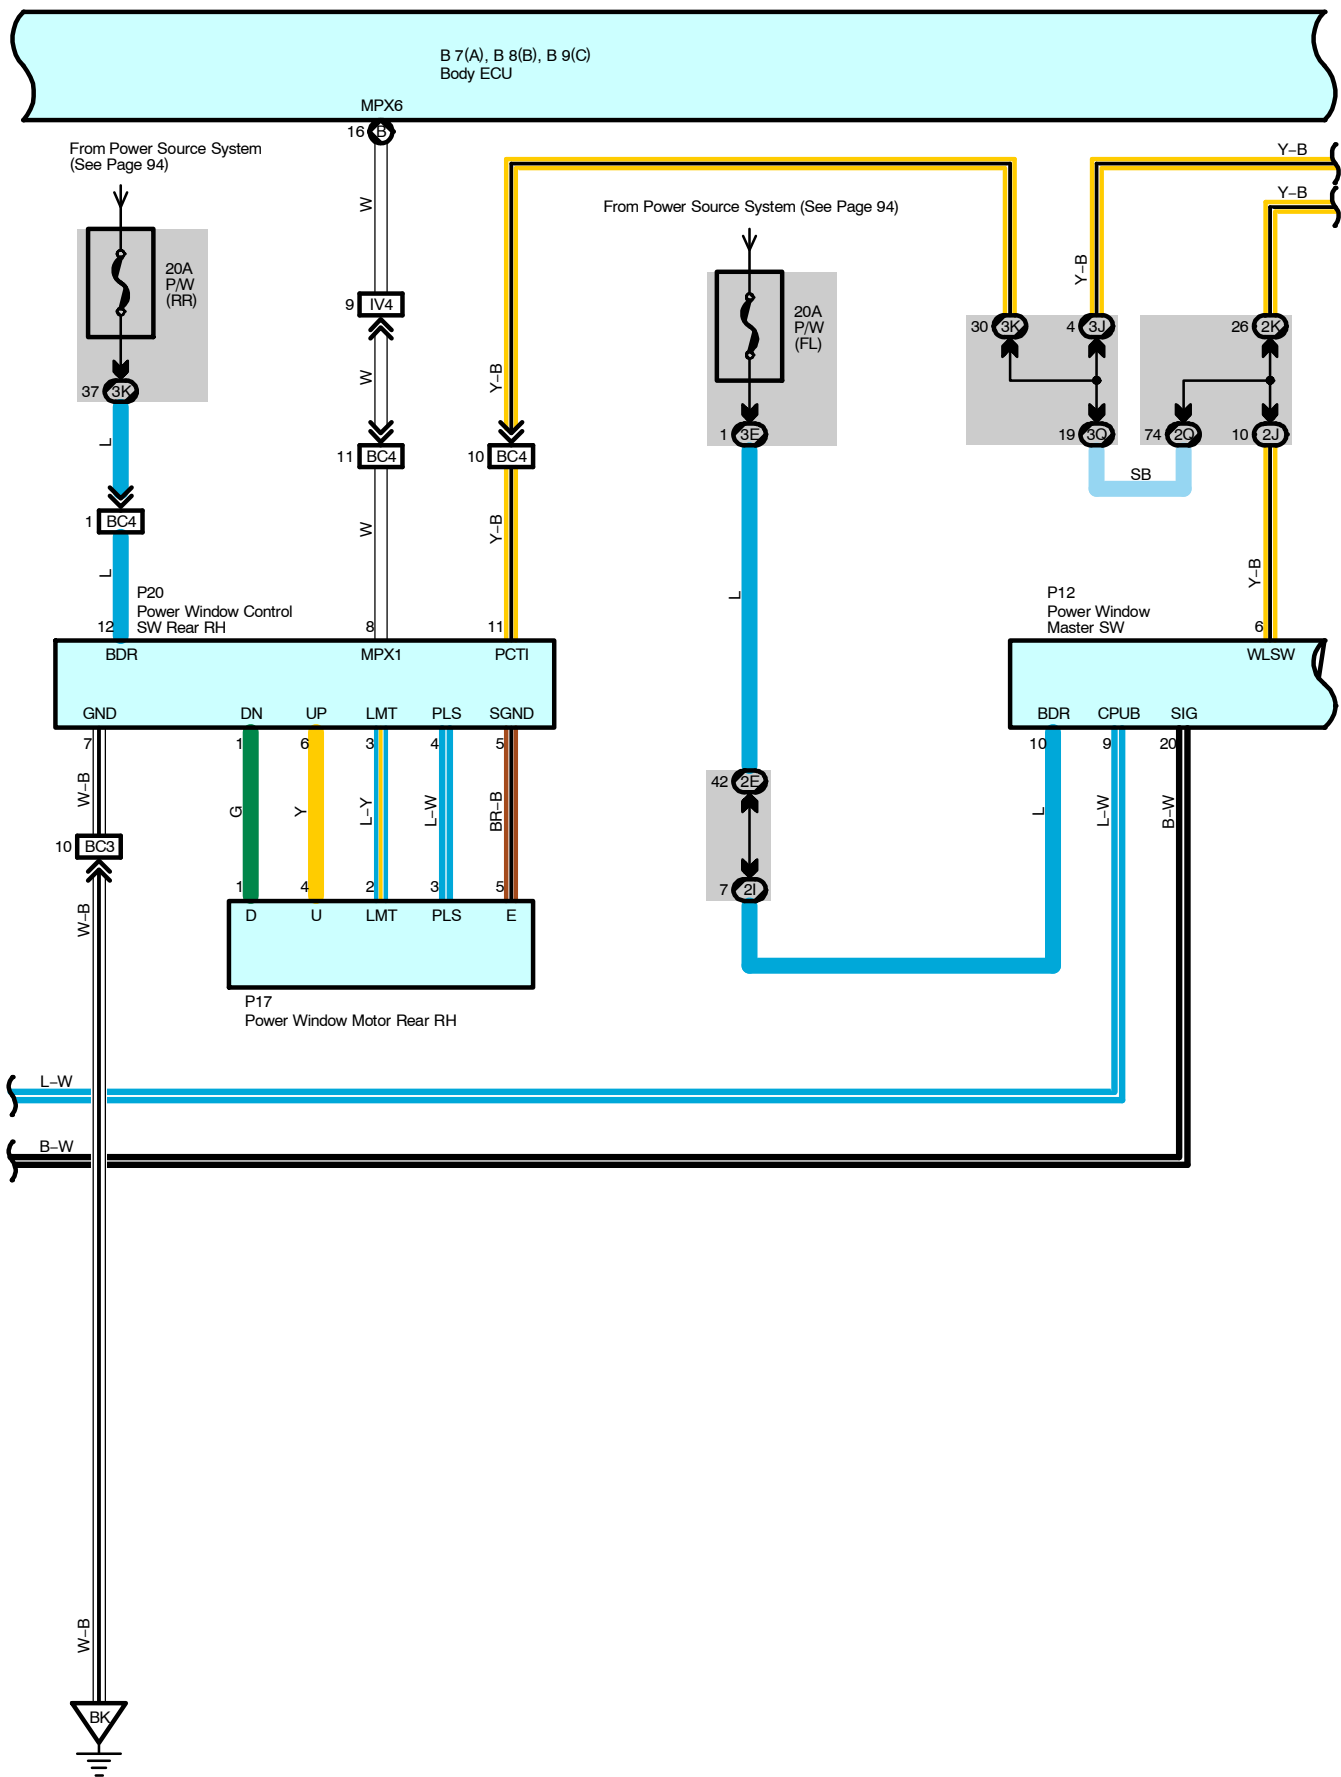 B 7(A), B 8(B), B 9(C)
Body ECU
MPX6
16 B
From Power Source System
(See Page 94)
Y–B
Y–B
W
From Power Source System (See Page 94)
Y–B
20A
P/W
(RR)
20A
P/W
(FL)
9 IV4
30 3K
4 3J
26 2K
37 3K
W
Y–B
1 3E
19 3Q
74 2Q
10 2J
L
11 BC4
10 BC4
SB
1 BC4
W
Y–B
L
L
Y–B
P20
Power Window Control
SW Rear RH
P12
Power Window
Master SW
12
8
11
6
BDR
MPX1
PCTI
WLSW
GND
DN
UP
LMT
PLS
SGND
BDR
CPUB
SIG
7
1
6
3
4
5
10
9
20
W–B
42 2E
G
Y
L–Y
L–W
BR–B
L
L–W
B–W
10 BC3
1
4
2
3
5
7 2I
W–B
D
U
LMT
PLS
E
P17
Power Window Motor Rear RH
L–W
B–W
W–B
BK